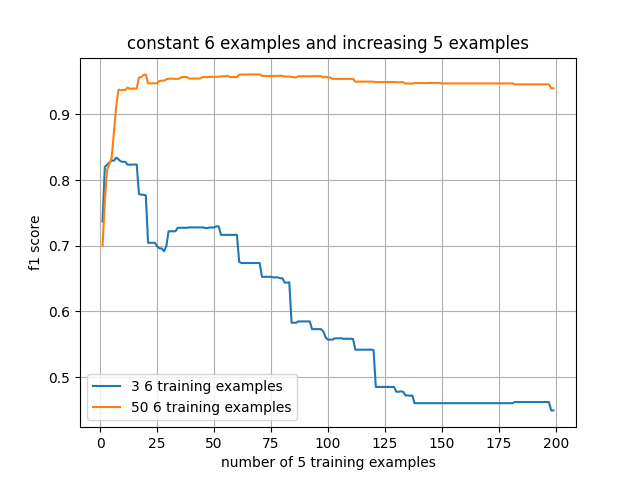 constant 6 examples and increasing 5 examples
0.9
0.8
0.7
0.6
0.5
f1 score
3 6 training examples
50 6 training examples
0 25 50 75 100 125 150 175 200
number of 5 training examples